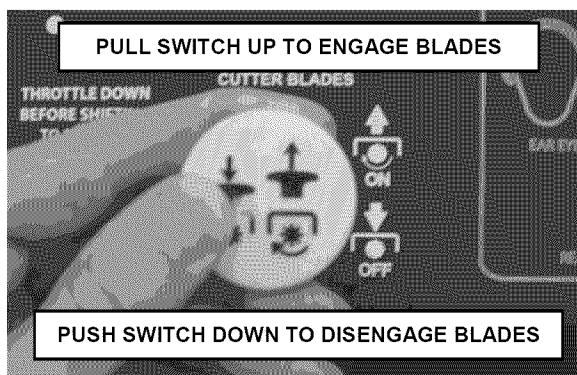 PULL SWITCH UP TO ENGAGE BLADES
CUTTER BLADES
THROTTLE DOWN
BEFORE
ON
OFF
PUSH SWITCH DOWN TO DISENGAGE BLADES